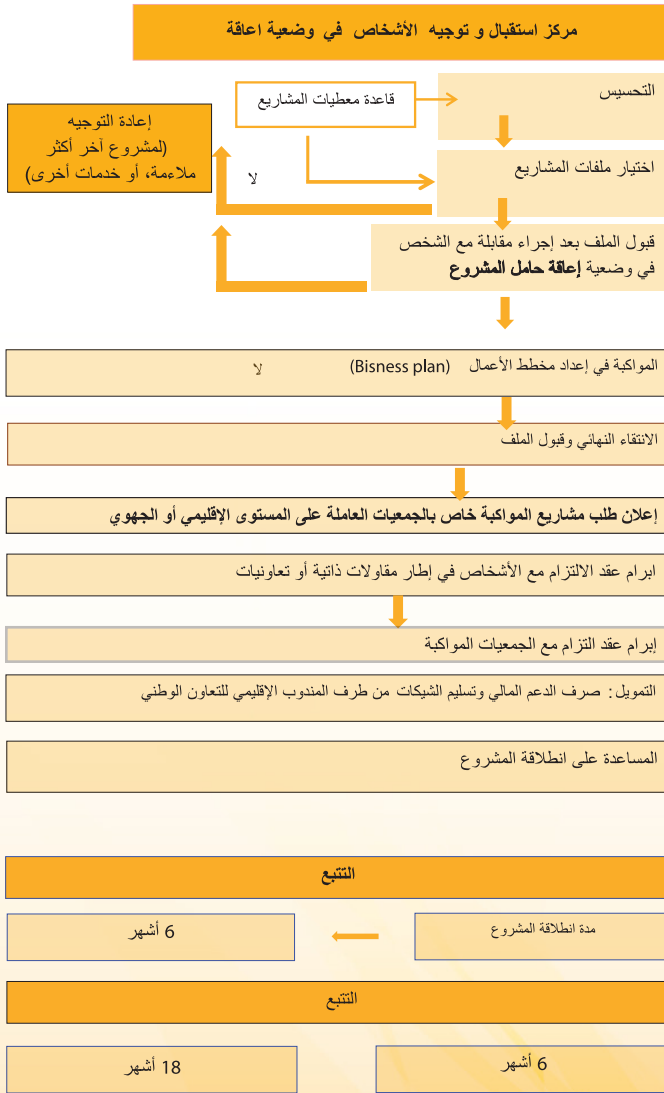 مركز استقبال و توجيه الأشخاص في وضعية اعاقة
التحسيس
قاعدة معطيات المشاريع
إعادة التوجيه
(لمشروع آخر أكثر
ملاءمة، أو خدمات أخرى)
اختيار ملفات المشاريع
لا
قبول الملف بعد إجراء مقابلة مع الشخص
في وضعية إعاقة حامل المشروع
المواكبة في إعداد مخطط الأعمال (Bisness plan) لا
الانتقاء النهائي وقبول الملف
إعلان طلب مشاريع المواكبة خاص بالجمعيات العاملة على المستوى الإقليمي أو الجهوي
ابرام عقد الالتزام مع الأشخاص في إطار مقاولات ذاتية أو تعاونيات
إبرام عقد التزام مع الجمعيات المواكبة
التمويل: صرف الدعم المالي وتسليم الشيكات من طرف المندوب الإقليمي للتعاون الوطني
المساعدة على انطلاقة المشروع
التتبع
مدة انطلاقة المشروع
6 أشهر
التتبع
6 أشهر
18 أشهر